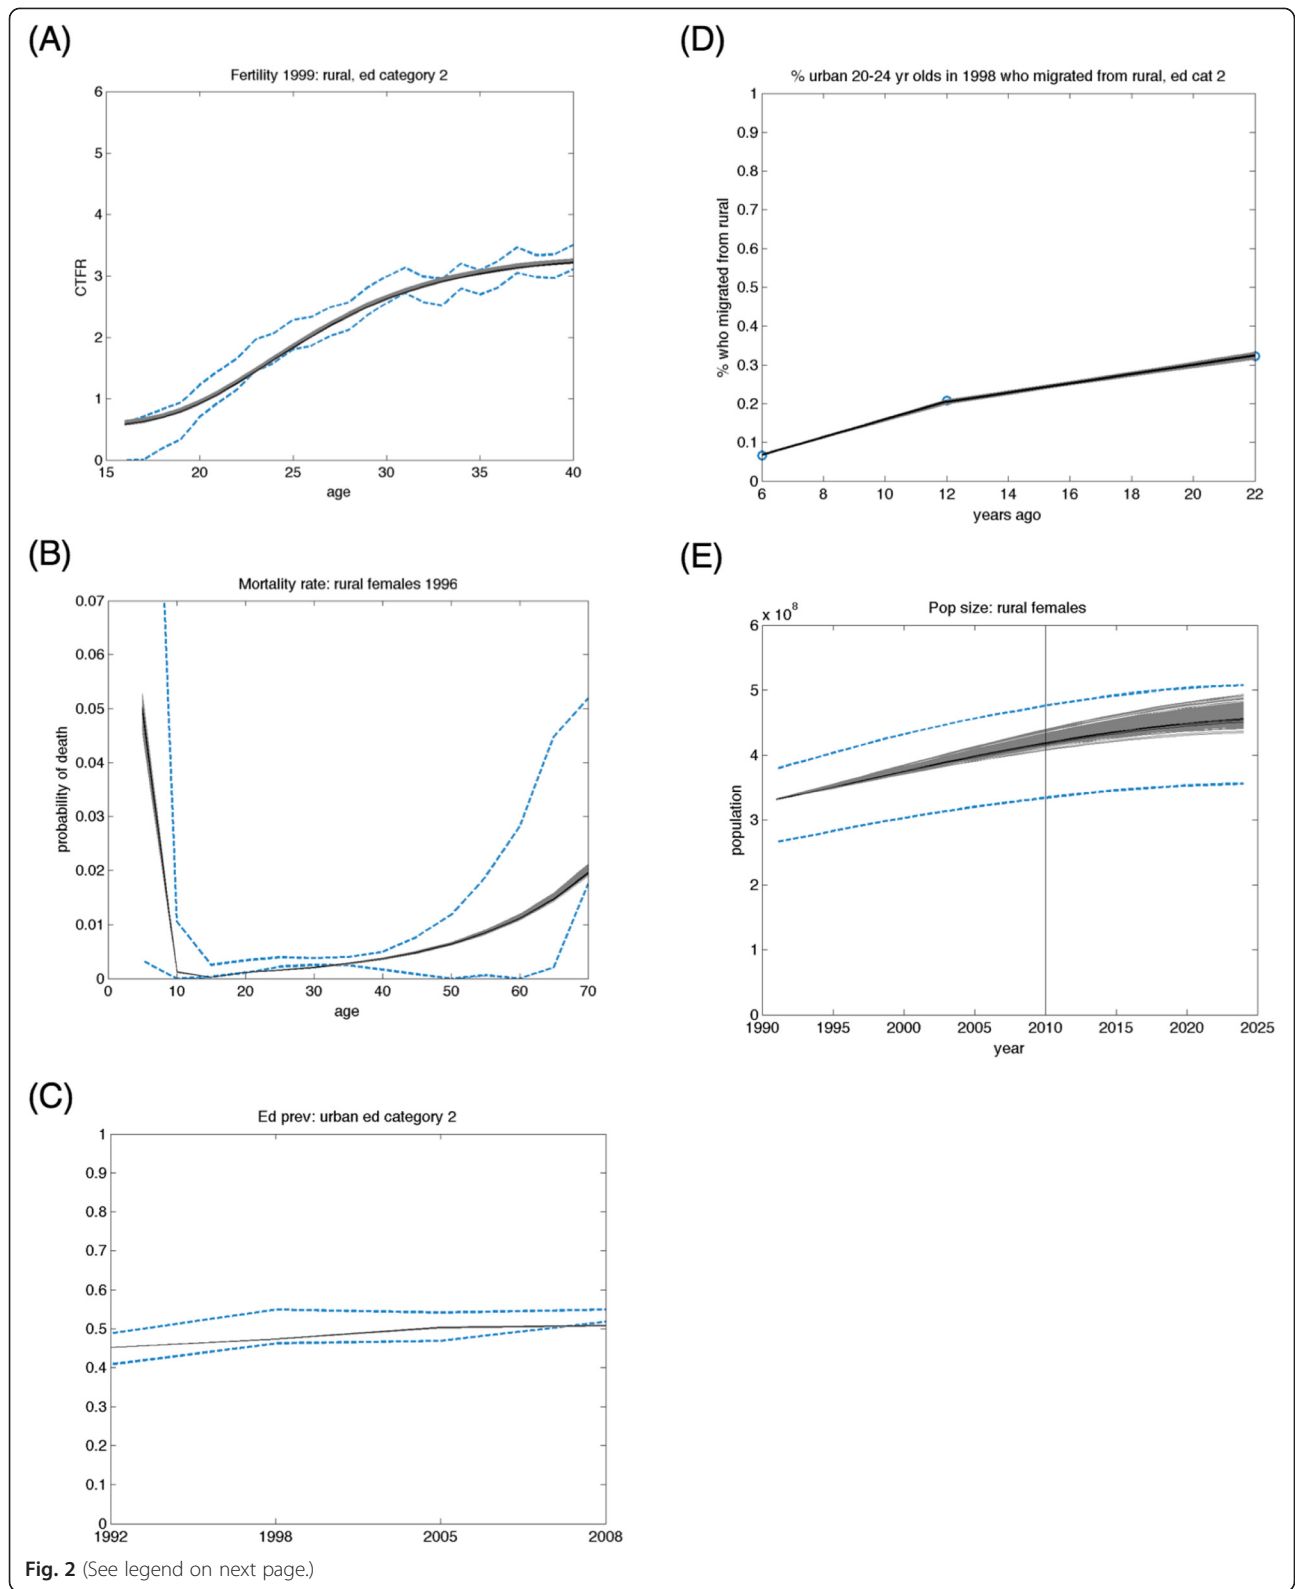 (A)
Fertility 1999: rural, ed category 2
6
5
4
3
2
1
0
CTFR
15 20 25 30 35 40
age
(B)
Mortality rate: rural females 1996
0.07
0.06
0.05
0.04
0.03
0.02
0.01
0
probability of death
0 10 20 30 40 50 60 70
age
(C)
Ed prev: urban ed category 2
1
0.9
0.8
0.7
0.6
0.5
0.4
0.3
0.2
0.1
0
1992 1998 2005 2008
(D)
% urban 20-24 yr olds in 1998 who migrated from rural, ed cat 2
1
0.9
0.8
0.7
0.6
0.5
0.4
0.3
0.2
0.1
0
% who migrated from rural
6 8 10 12 14 16 18 20 22
years ago
(E)
Pop size: rural females
x 10^8
6
5
4
3
2
1
0
population
1990 1995 2000 2005 2010 2015 2020 2025
year
Fig. 2 (See legend on next page.)